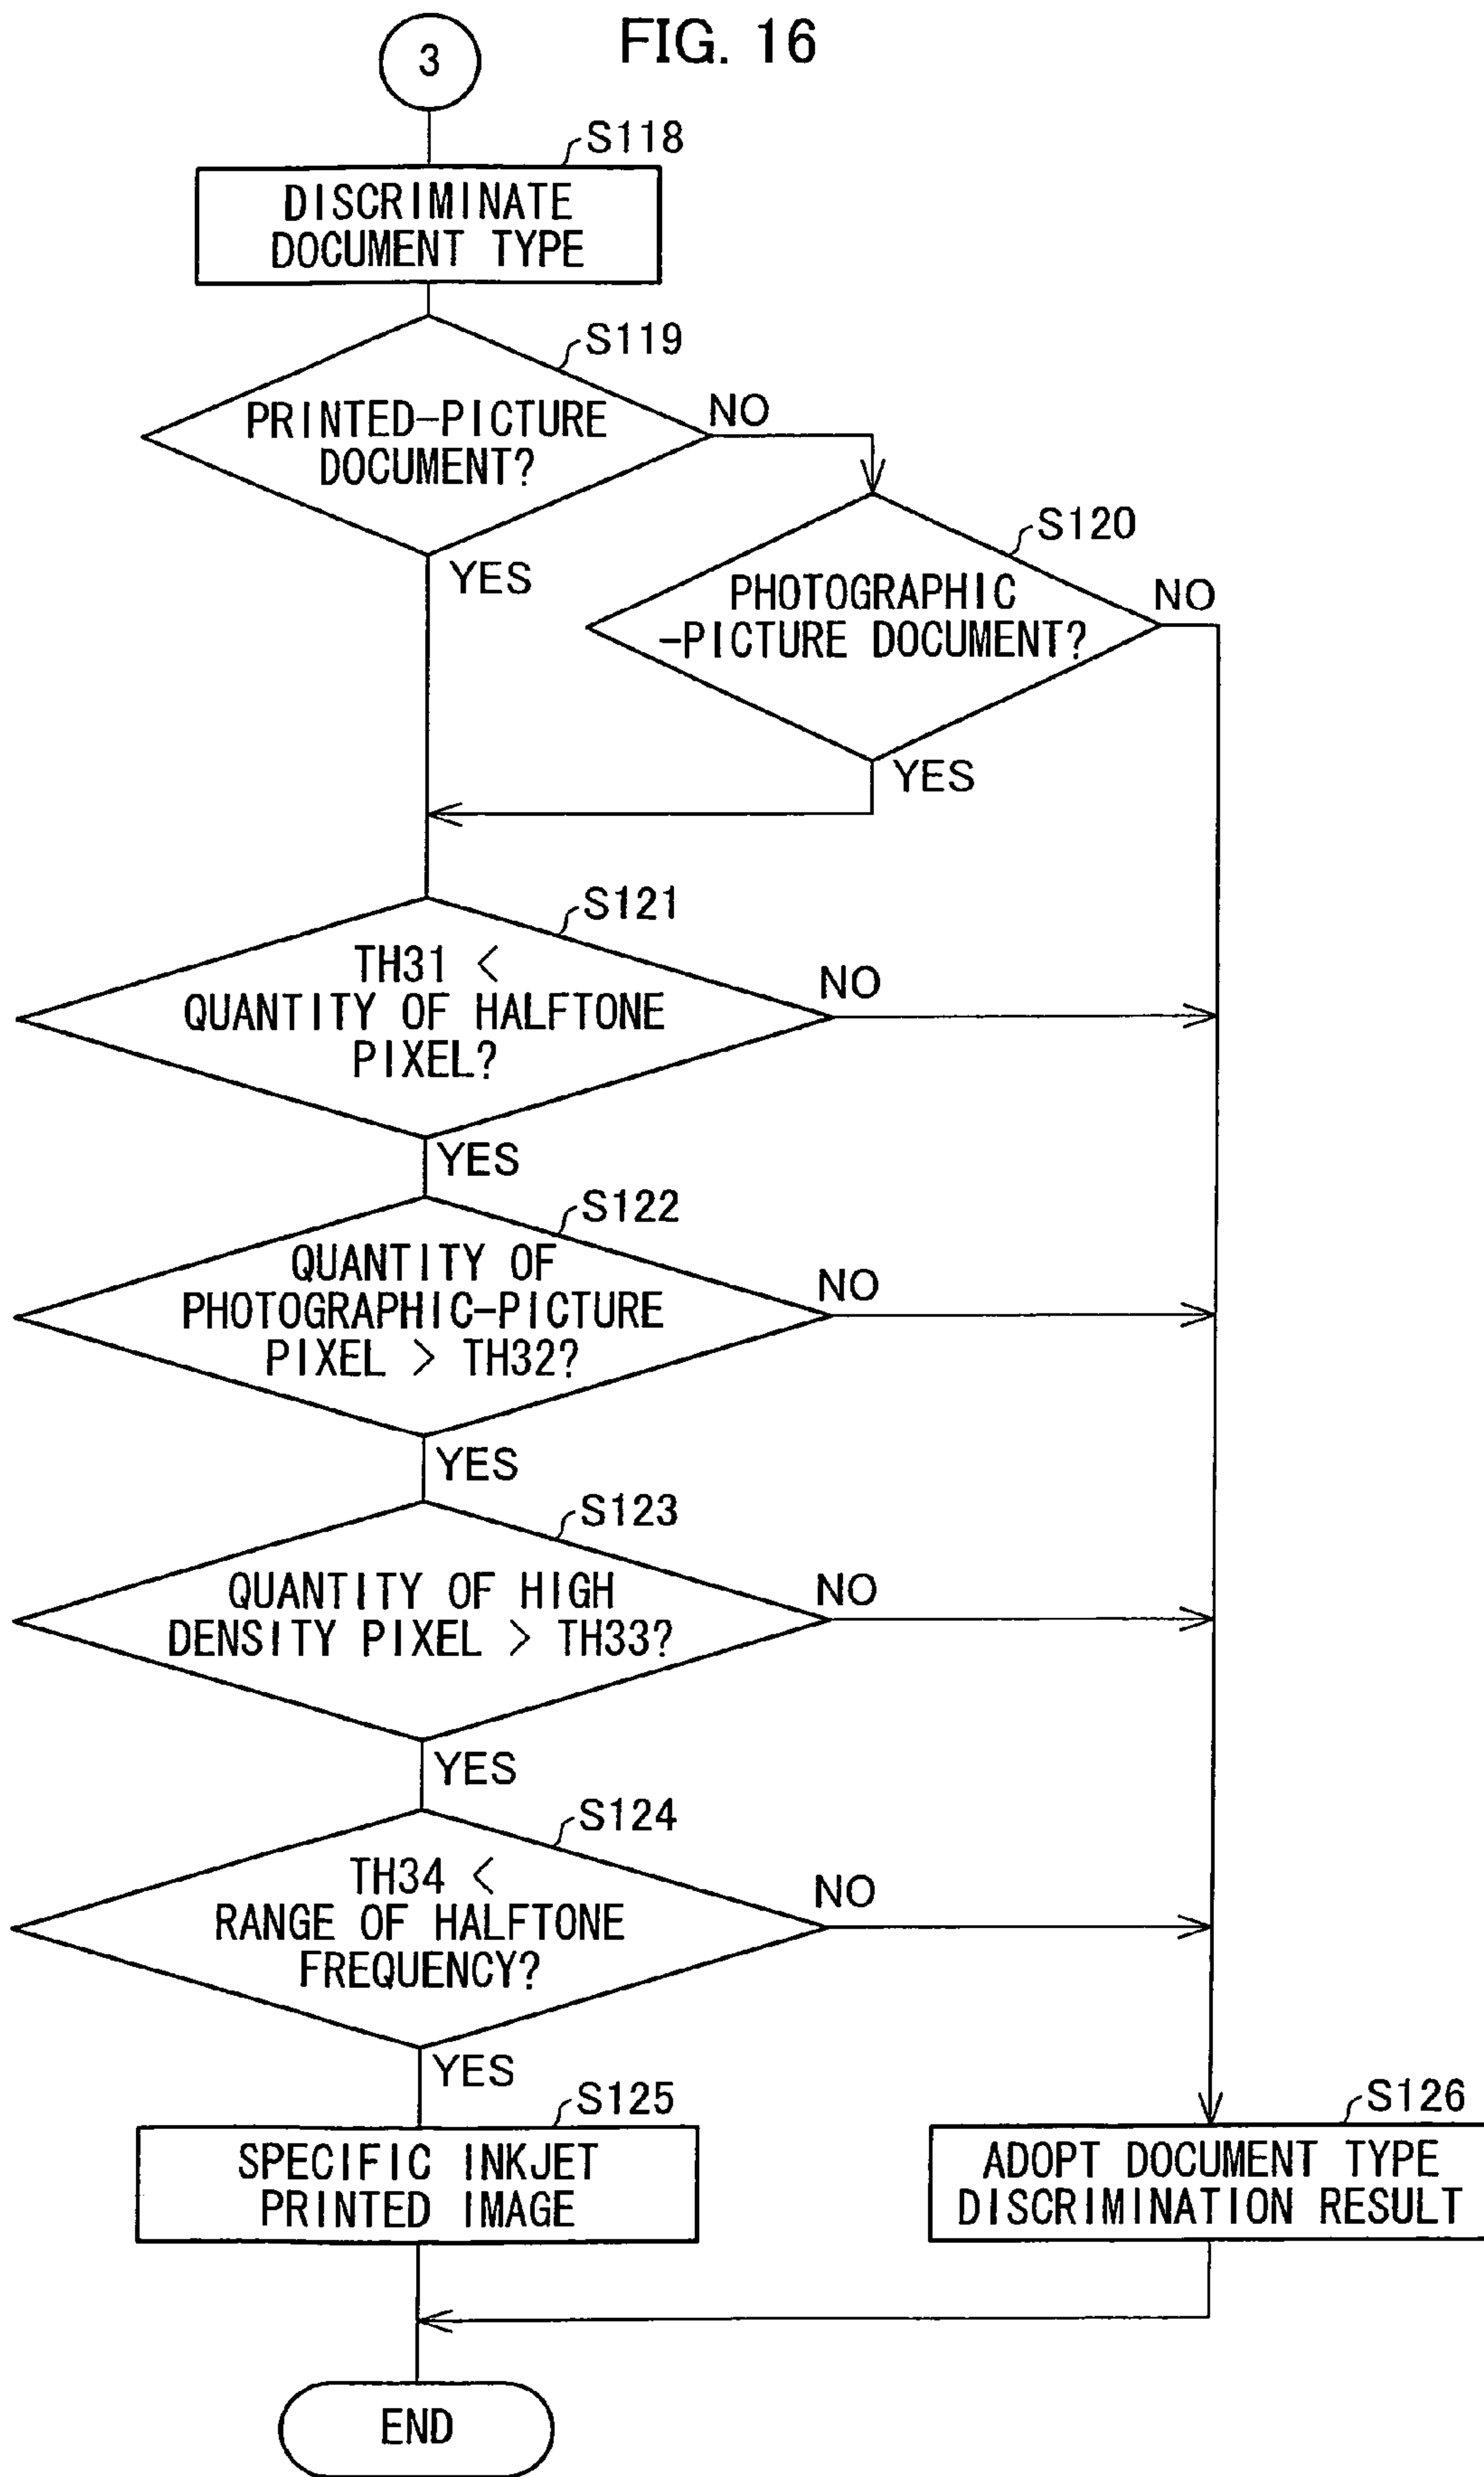 FIG. 16
3
S118
DISCRIMINATE
DOCUMENT TYPE
S119
PRINTED-PICTURE
DOCUMENT?
NO
YES
S120
PHOTOGRAPHIC
-PICTURE DOCUMENT?
NO
YES
S121
TH31 <
QUANTITY OF HALFTONE
PIXEL?
NO
YES
S122
QUANTITY OF
PHOTOGRAPHIC-PICTURE
PIXEL > TH32?
NO
YES
S123
QUANTITY OF HIGH
DENSITY PIXEL > TH33?
NO
YES
S124
TH34 <
RANGE OF HALFTONE
FREQUENCY?
NO
YES
S125
SPECIFIC INKJET
PRINTED IMAGE
S126
ADOPT DOCUMENT TYPE
DISCRIMINATION RESULT
END